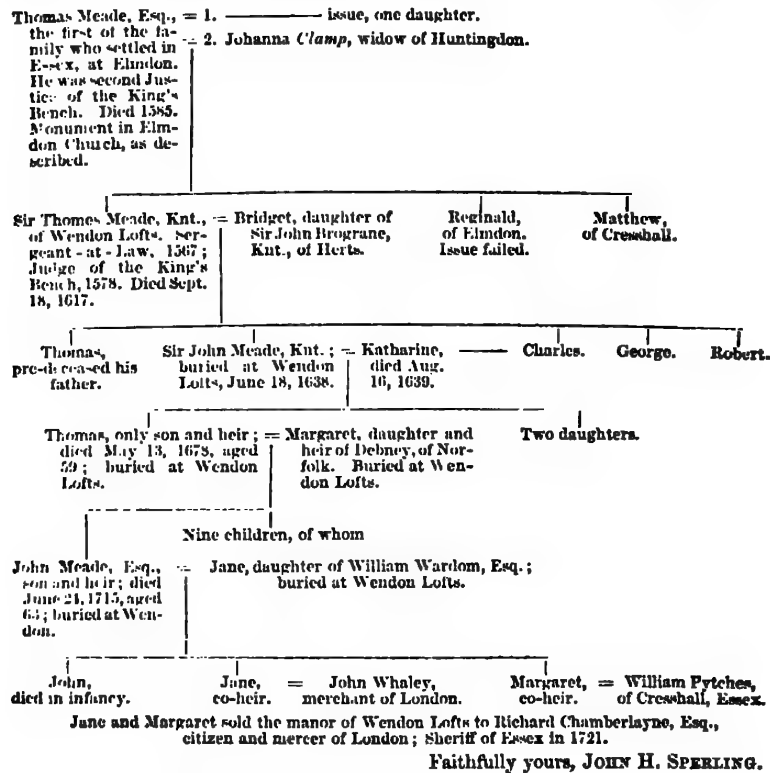 Thomas Meade, Esq., = 1. ——— issue, one daughter.
the first of the fa- = 2. Johanna Clamp, widow of Huntingdon.
mily who settled in
Essex, at Elmdon.
He was second Jus-
tice of the King's
Bench. Died 1585.
Monument in Elm-
don Church, as de-
scribed.
Sir Thomes Meade, Knt., = Bridget, daughter of Reginald, Matthew,
of Wendon Lofts. Ser- Sir John Brograne, of Elmdon. of Cresshall.
geant-at-Law, 1567; Knt., of Herts. Issue failed.
Judge of the King's
Bench, 1578. Died Sept.
18, 1617.
Thomas, Sir John Meade, Knt.; = Katharine, —— Charles. George. Robert.
pre-deceased his buried at Wendon died Aug.
father. Lofts, June 18, 1638. 16, 1639.
Thomas, only son and heir; = Margaret, daughter and Two daughters.
died May 13, 1678, aged heir of Debney, of Nor-
59; buried at Wendon folk. Buried at Wen-
Lofts. don Lofts.
Nine children, of whom
John Meade, Esq., = Jane, daughter of William Wardom, Esq.;
son and heir; died buried at Wendon Lofts.
June 24, 1715, aged
buried at Wen-
don.
John, Jane, = John Whaley, Margaret, = William Pytches,
died in infancy. co-heir. merchant of London. co-heir. of Cresshall, Essex.
Jane and Margaret sold the manor of Wendon Lofts to Richard Chamberlayne, Esq.,
citizen and mercer of London; Sheriff of Essex in 1721.
Faithfully yours, JOHN H. SPERLING.